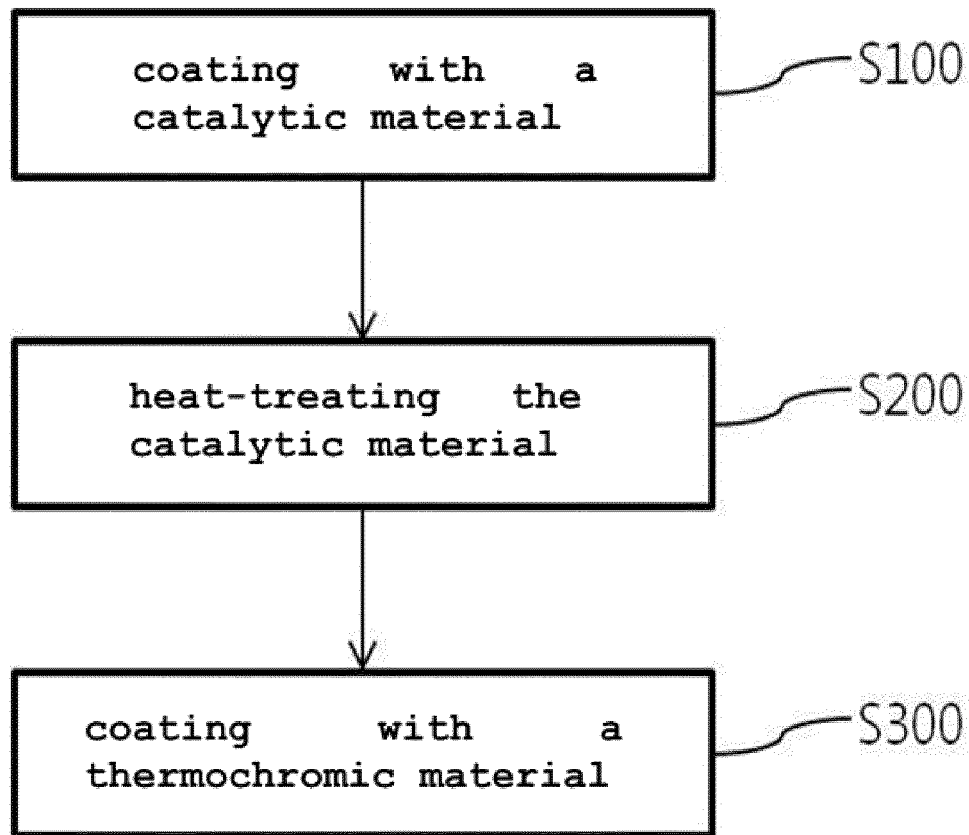 coating with a
catalytic material
S100
heat-treating the
catalytic material
S200
coating with a
thermochromic material
S300